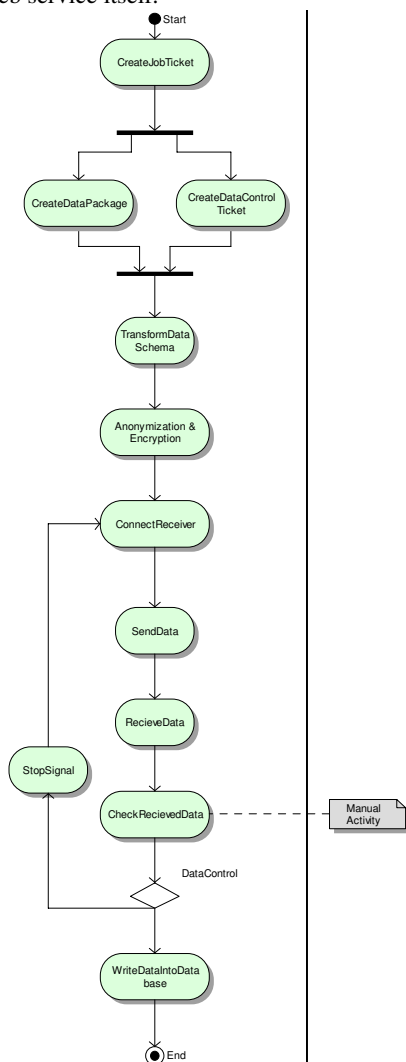 eb service itself.
Start
CreateJobTicket
CreateDataPackage
CreateDataControl
Ticket
TransformData
Schema
Anonymization &
Encryption
ConnectReceiver
SendData
RecieveData
StopSignal
CheckRecievedData
Manual
Activity
DataControl
WriteDataIntoData
base
End